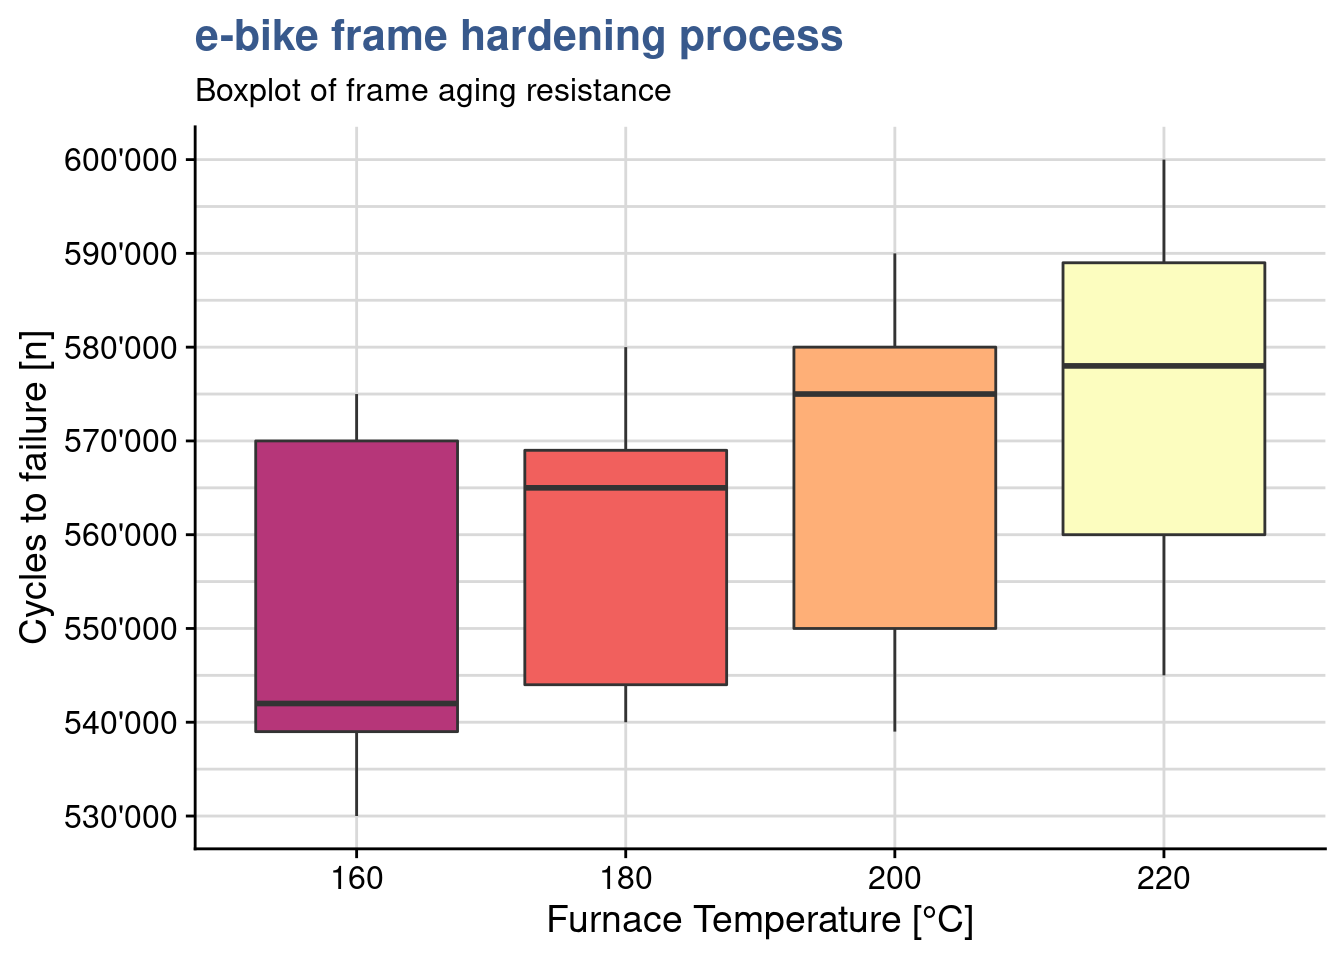 e-bike frame hardening process
Boxplot of frame aging resistance
600'000
590'000
580'000
570'000
560'000
550'000
540'000
530'000
Cycles to failure [n]
160 180 200 220
Furnace Temperature [°C]